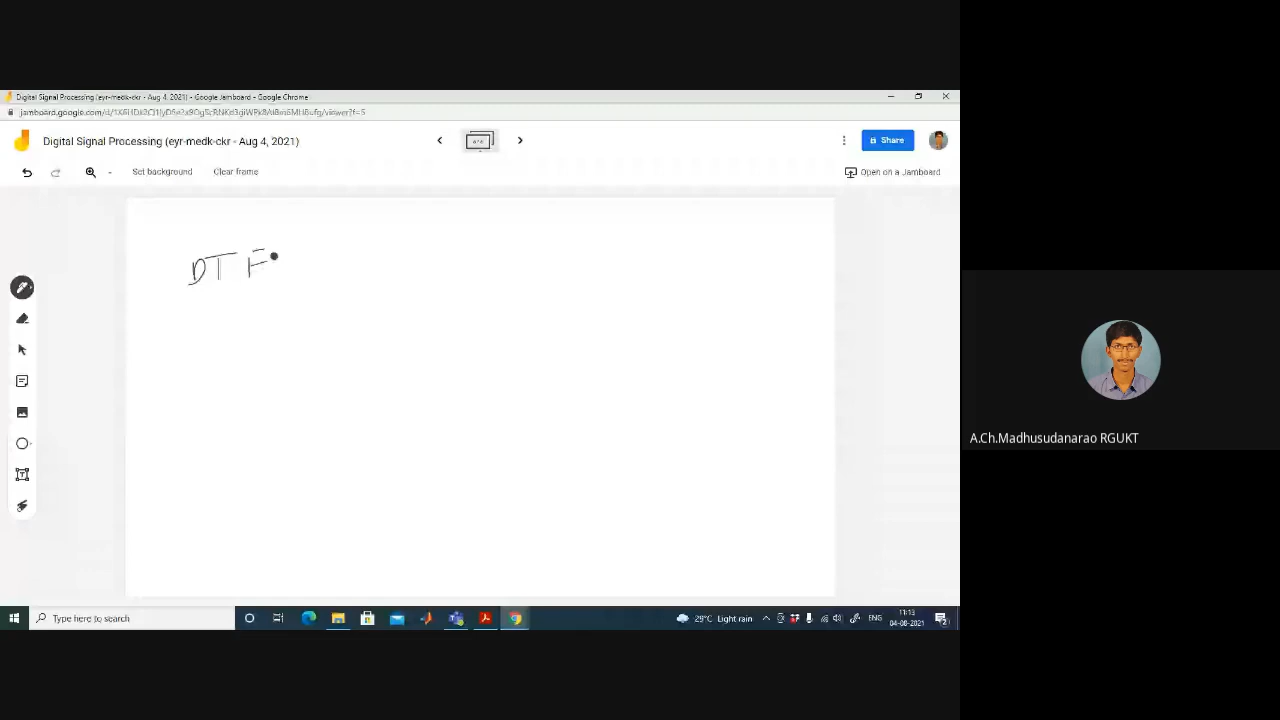 Digital Signal Processing (eyr-medk-ckr - Aug 4, 2021) - Google Jamboard - Google Chrome
Digital Signal Processing (eyr-medk-ckr - Aug 4, 2021)
Share
Set background Clear frame Open on a Jamboard
DT F
A.Ch.Madhusudanarao RGUKT
Type here to search 29°C Light rain ENG 11:13
04-08-2021